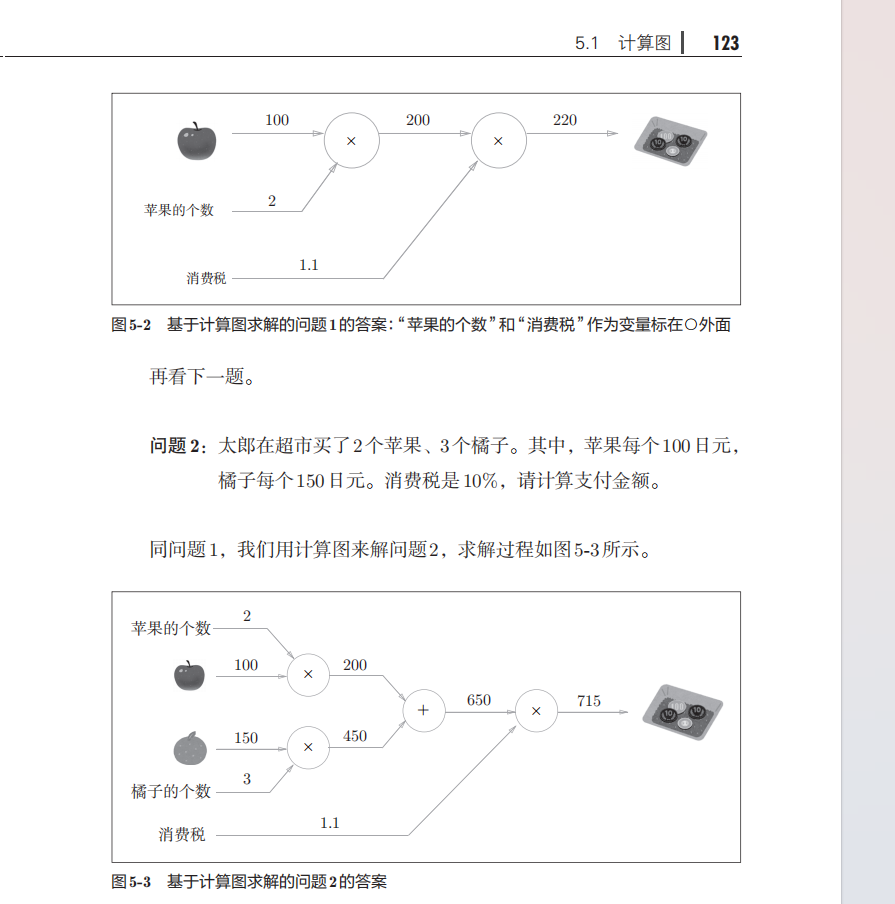 5.1 计算图 123
100 200 220
× ×
苹果的个数 2
消费税 1.1
图5-2 基于计算图求解的问题1的答案：“苹果的个数”和“消费税”作为变量标在○外面
再看下一题。
问题2：太郎在超市买了2个苹果、3个橘子。其中，苹果每个100日元，
橘子每个150日元。消费税是10%，请计算支付金额。
同问题1，我们用计算图来解问题2，求解过程如图5-3所示。
苹果的个数 2
100 × 200
+ 650 × 715
150 × 450
橘子的个数 3
消费税 1.1
图5-3 基于计算图求解的问题2的答案